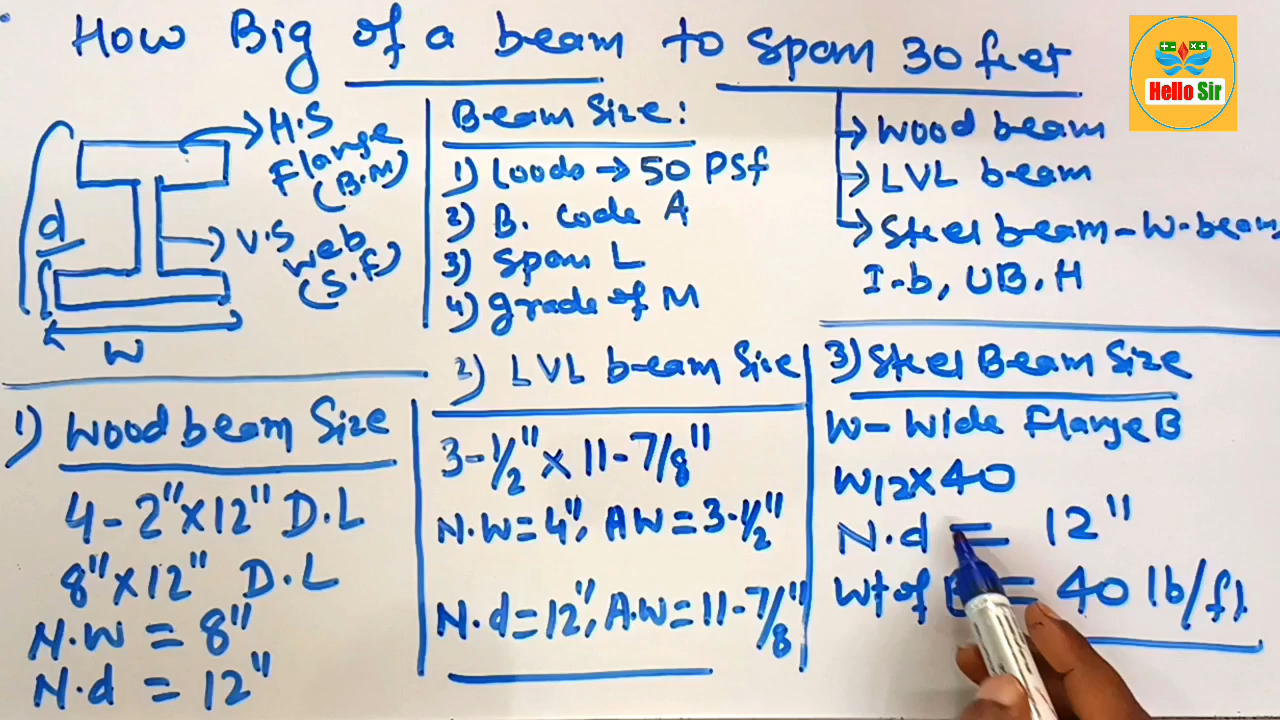 How Big of a beam to span 30 feet
Hello Sir
H.S
Flange
(B.M)
V.S
web
(S.F)
d
W
Beam Size:
1) Loads → 50 PSf
2) B. code A
3) Span L
4) grade of M
→ wood beam
→ LVL beam
→ Steel beam - W-beam,
I-b, UB, H
1) Wood beam Size
4-2"X12" D.L
8"X12" D.L
N.W = 8"
N.d = 12"
2) LVL beam Size
3-1/2" X 11-7/8"
N.W = 4", A W = 3-1/2"
N.d = 12", A.W = 11-7/8"
3) Steel Beam Size
W- Wide Flange B
W12X40
N.d = 12"
Wt of = 40 lb/ft.